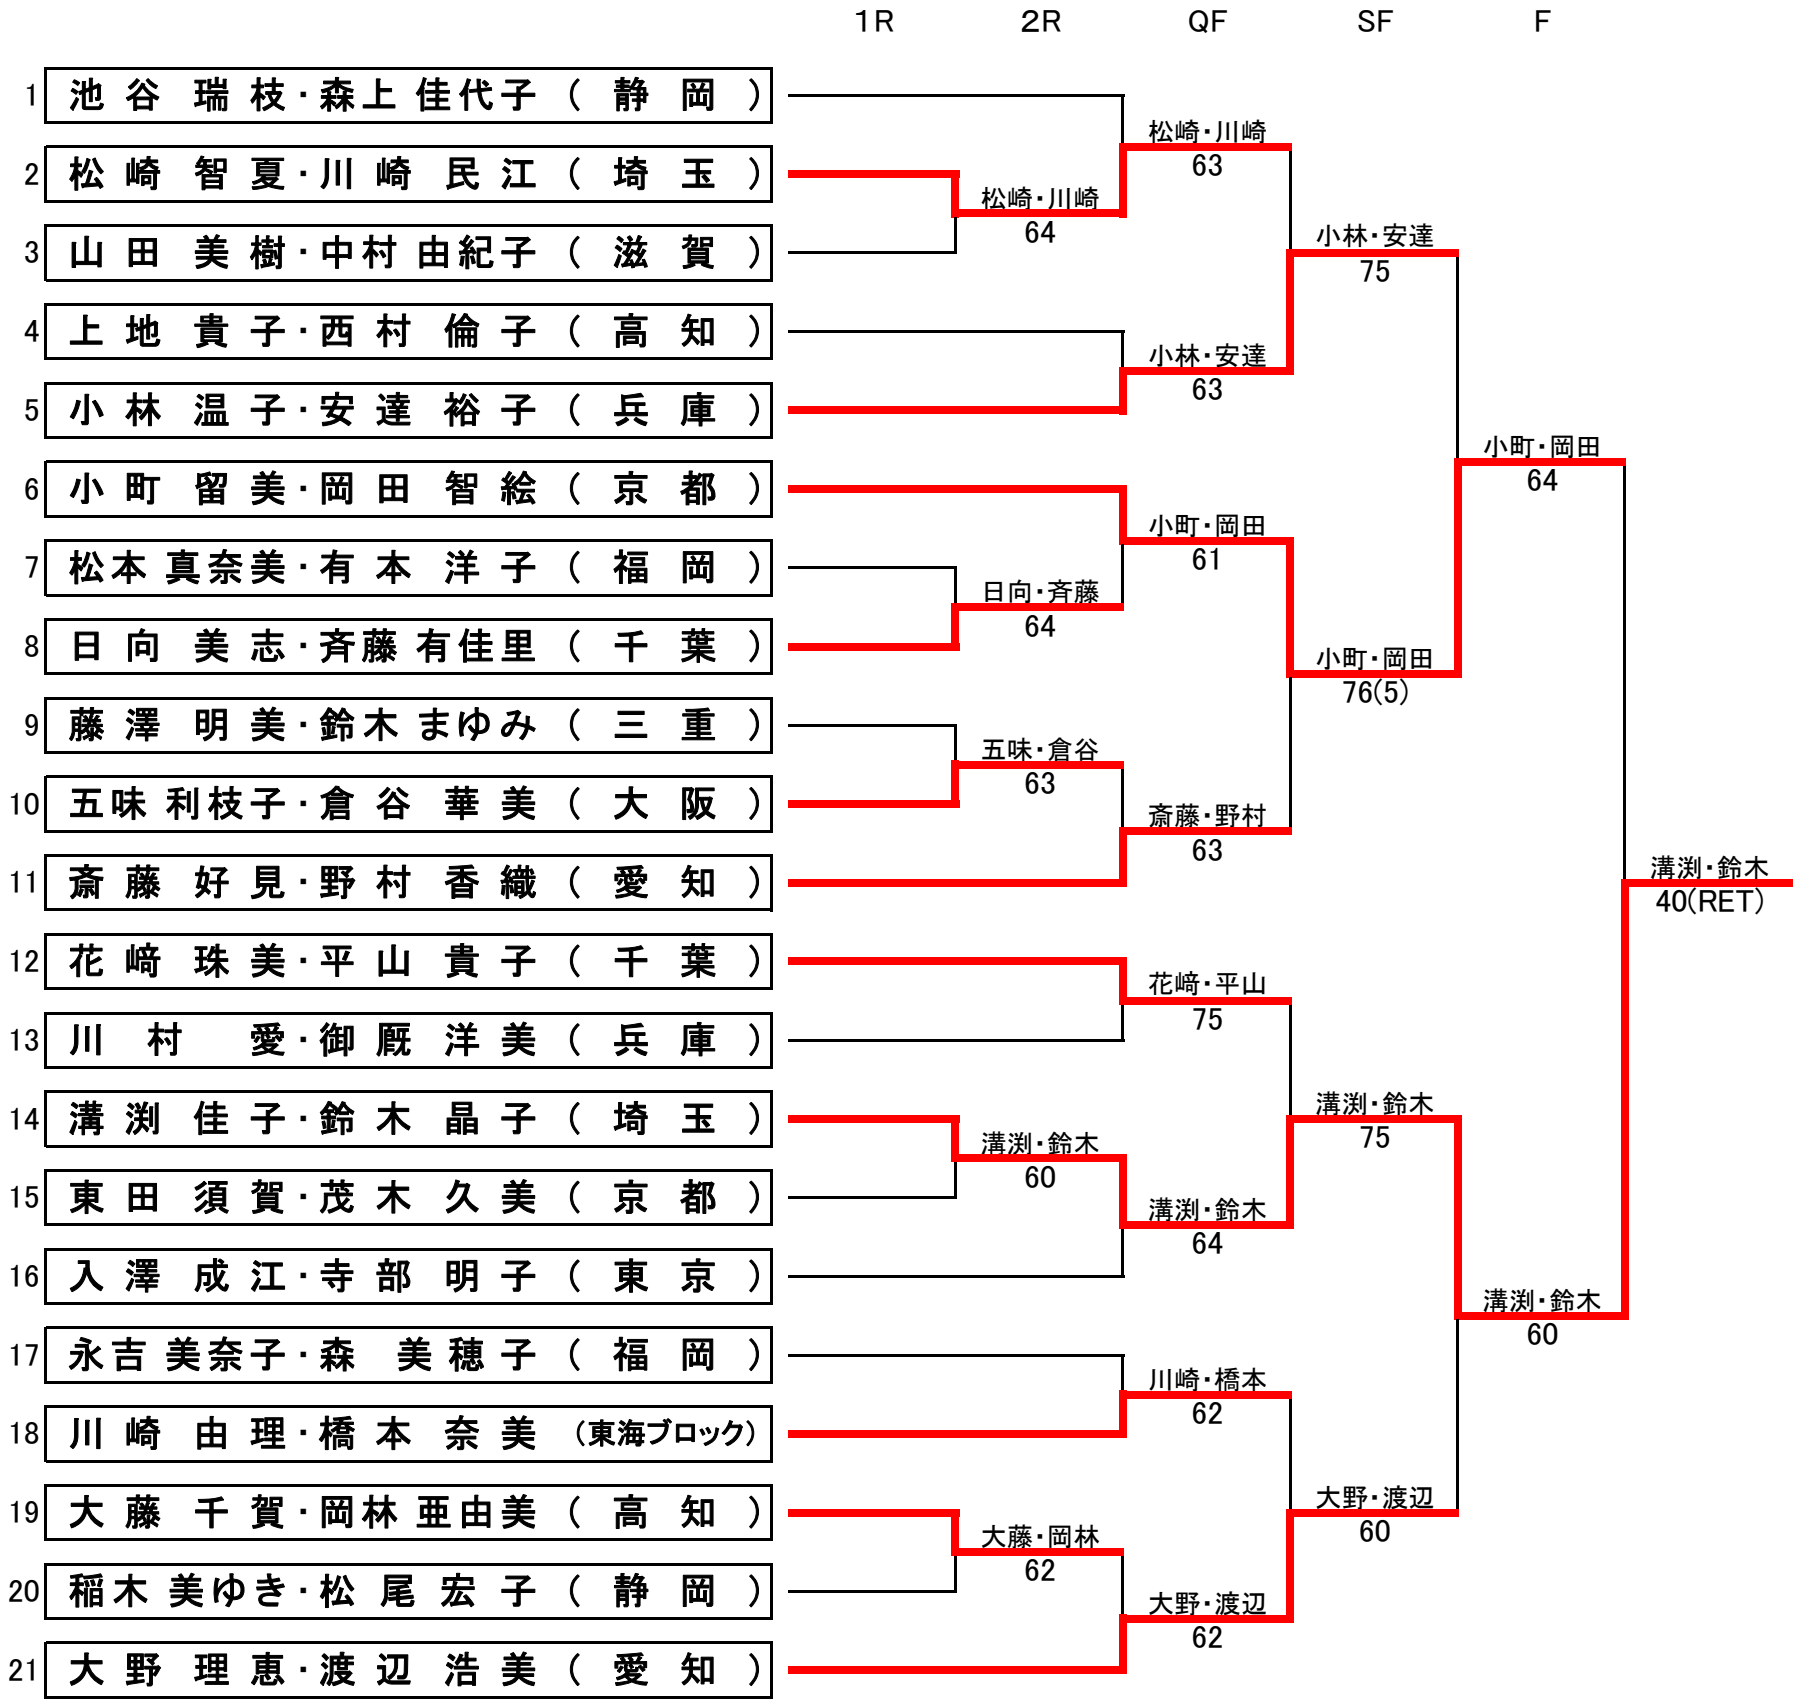 １R ２R QF SF F
1 池谷 瑞枝・森上 佳代子 (静岡)
2 松崎 智夏・川崎 民江 (埼玉)
3 山田 美樹・中村 由紀子 (滋賀)
4 上地 貴子・西村 倫子 (高知)
5 小林 温子・安達 裕子 (兵庫)
6 小町 留美・岡田 智絵 (京都)
7 松本 真奈美・有本 洋子 (福岡)
8 日向 美志・斉藤 有佳里 (千葉)
9 藤澤 明美・鈴木 まゆみ (三重)
10 五味 利枝子・倉谷 華美 (大阪)
11 斎藤 好見・野村 香織 (愛知)
12 花﨑 珠美・平山 貴子 (千葉)
13 川村 愛・御厩 洋美 (兵庫)
14 溝渕 佳子・鈴木 晶子 (埼玉)
15 東田 須賀・茂木 久美 (京都)
16 入澤 成江・寺部 明子 (東京)
17 永吉 美奈子・森 美穂子 (福岡)
18 川崎 由理・橋本 奈美 (東海ブロック)
19 大藤 千賀・岡林 亜由美 (高知)
20 稲木 美ゆき・松尾 宏子 (静岡)
21 大野 理恵・渡辺 浩美 (愛知)
松崎・川崎
64
日向・斉藤
64
五味・倉谷
63
溝渕・鈴木
60
大藤・岡林
62
松崎・川崎
63
小林・安達
63
小町・岡田
61
斎藤・野村
63
花﨑・平山
75
溝渕・鈴木
64
川崎・橋本
62
大野・渡辺
62
小林・安達
75
小町・岡田
76(5)
溝渕・鈴木
75
大野・渡辺
60
小町・岡田
64
溝渕・鈴木
60
溝渕・鈴木
40(RET)